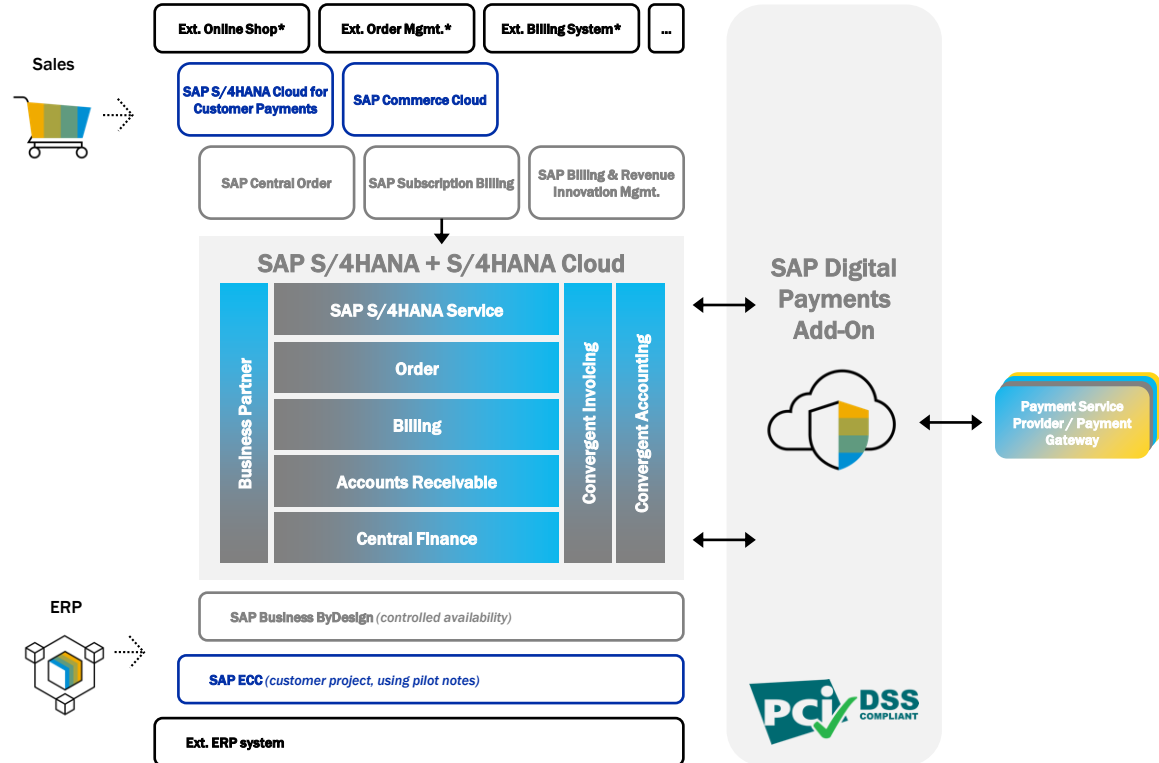 Ext. Online Shop*
Ext. Order Mgmt.*
Ext. Billing System*
...
Sales
SAP S/4HANA Cloud for
Customer Payments
SAP Commerce Cloud
SAP Central Order
SAP Subscription Billing
SAP Billing & Revenue
Innovation Mgmt.
SAP S/4HANA + S/4HANA Cloud
Business Partner
SAP S/4HANA Service
Order
Billing
Accounts Receivable
Central Finance
Convergent Invoicing
Convergent Accounting
SAP Digital
Payments
Add-On
Payment Service
Provider / Payment
Gateway
ERP
SAP Business ByDesign (controlled availability)
SAP ECC (customer project, using pilot notes)
Ext. ERP system
PCi DSS
COMPLIANT